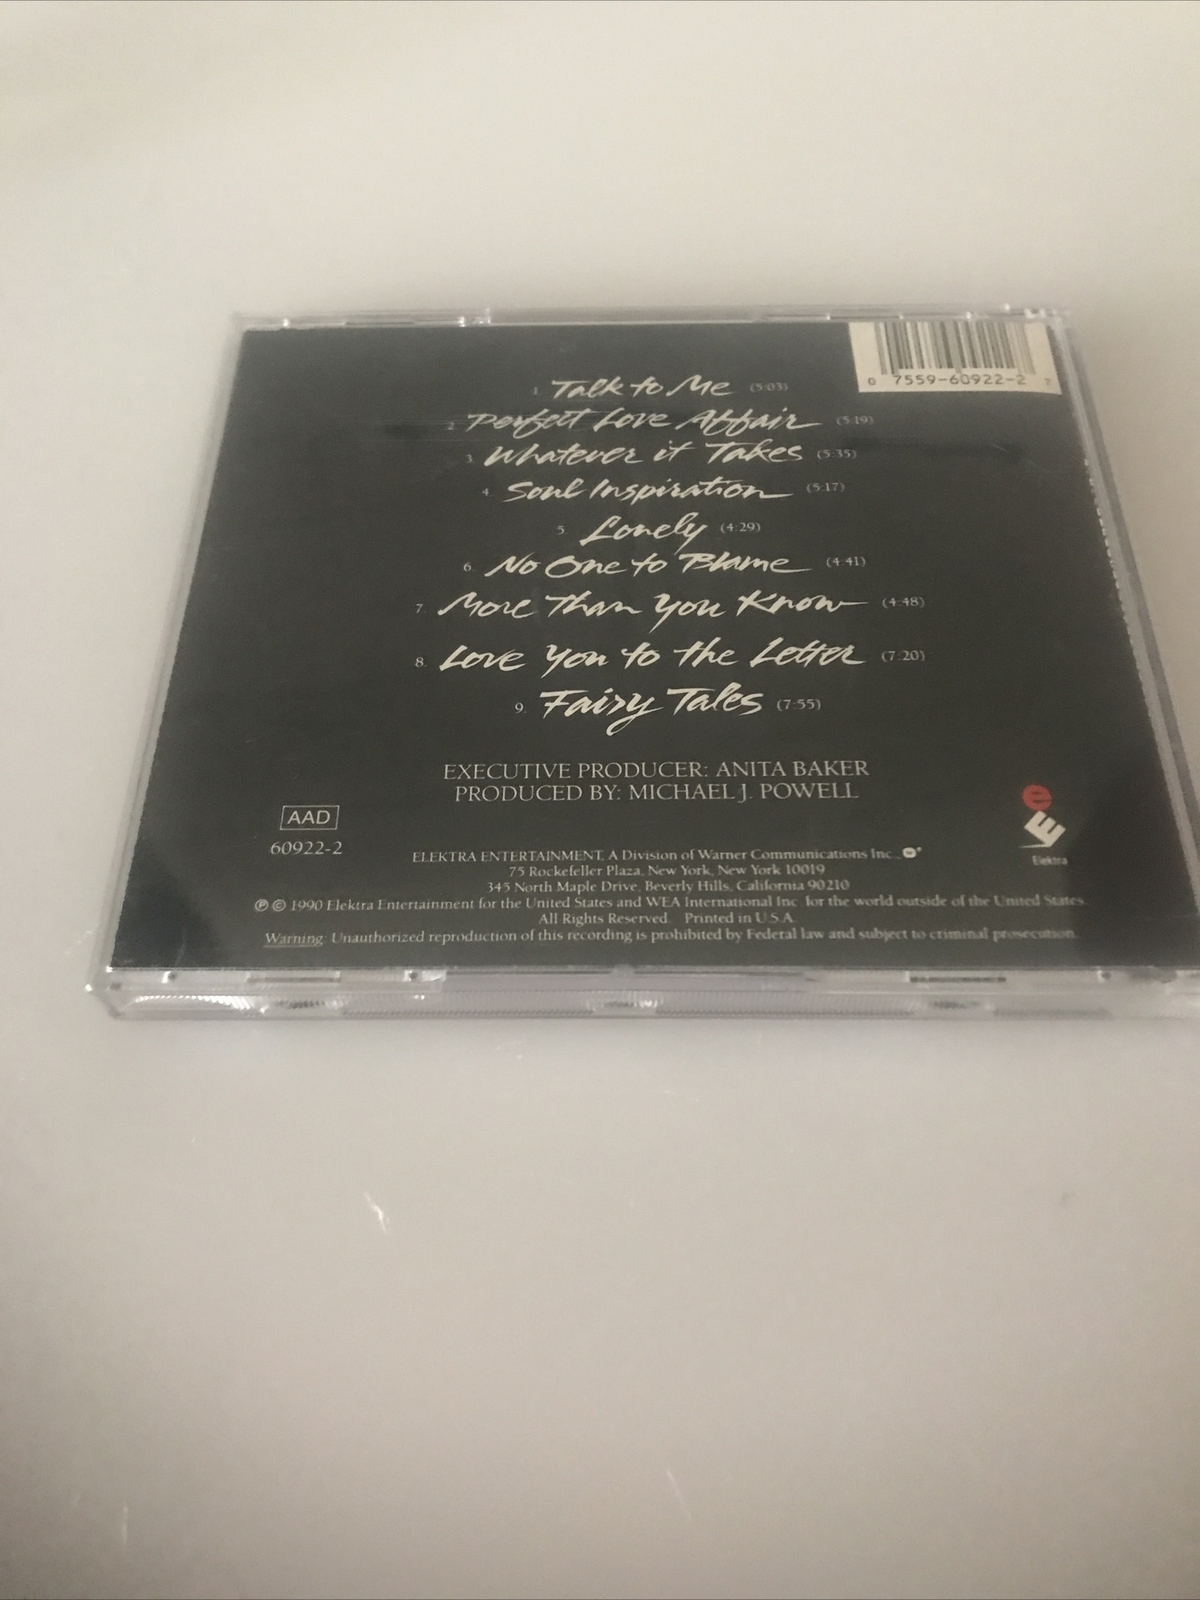 0 7559-60922-2 7
1. Talk to Me (5:03)
2. Perfect Love Affair (5:19)
3. Whatever it Takes (5:35)
4. Soul Inspiration (5:17)
5. Lonely (4:29)
6. No One to Blame (4:41)
7. More Than You Know (4:48)
8. Love You to the Letter (7:20)
9. Fairy Tales (7:55)
EXECUTIVE PRODUCER: ANITA BAKER
PRODUCED BY: MICHAEL J. POWELL
AAD
60922-2
e
E
Elektra
ELEKTRA ENTERTAINMENT, A Division of Warner Communications Inc.,
75 Rockefeller Plaza, New York, New York 10019
345 North Maple Drive, Beverly Hills, California 90210
℗ © 1990 Elektra Entertainment for the United States and WEA International Inc. for the world outside of the United States.
All Rights Reserved. Printed in U.S.A.
Warning: Unauthorized reproduction of this recording is prohibited by Federal law and subject to criminal prosecution.